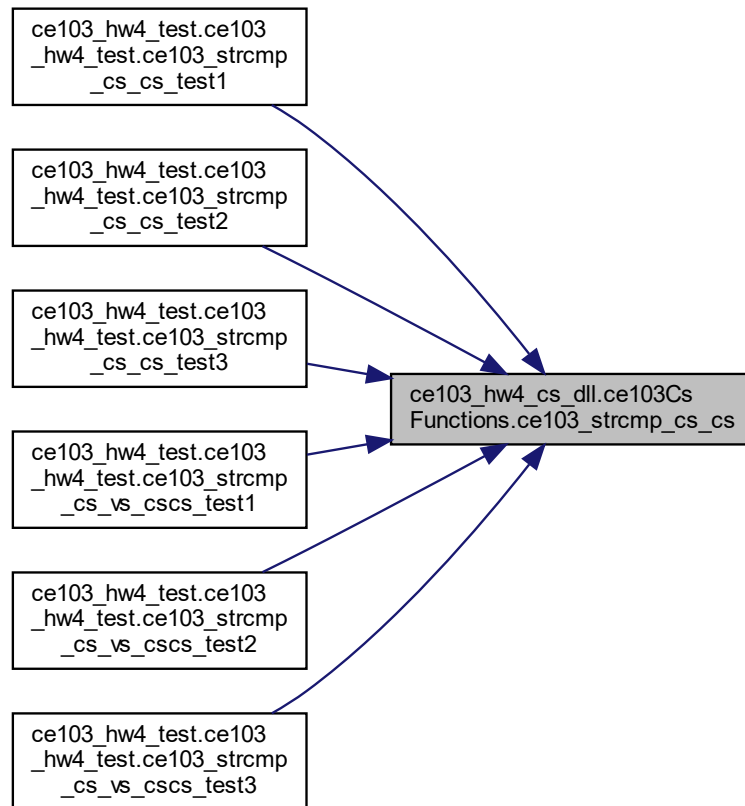 ce103_hw4_test.ce103
_hw4_test.ce103_strcmp
_cs_cs_test1
ce103_hw4_test.ce103
_hw4_test.ce103_strcmp
_cs_cs_test2
ce103_hw4_test.ce103
_hw4_test.ce103_strcmp
_cs_cs_test3
ce103_hw4_cs_dll.ce103Cs
Functions.ce103_strcmp_cs_cs
ce103_hw4_test.ce103
_hw4_test.ce103_strcmp
_cs_vs_cscs_test1
ce103_hw4_test.ce103
_hw4_test.ce103_strcmp
_cs_vs_cscs_test2
ce103_hw4_test.ce103
_hw4_test.ce103_strcmp
_cs_vs_cscs_test3